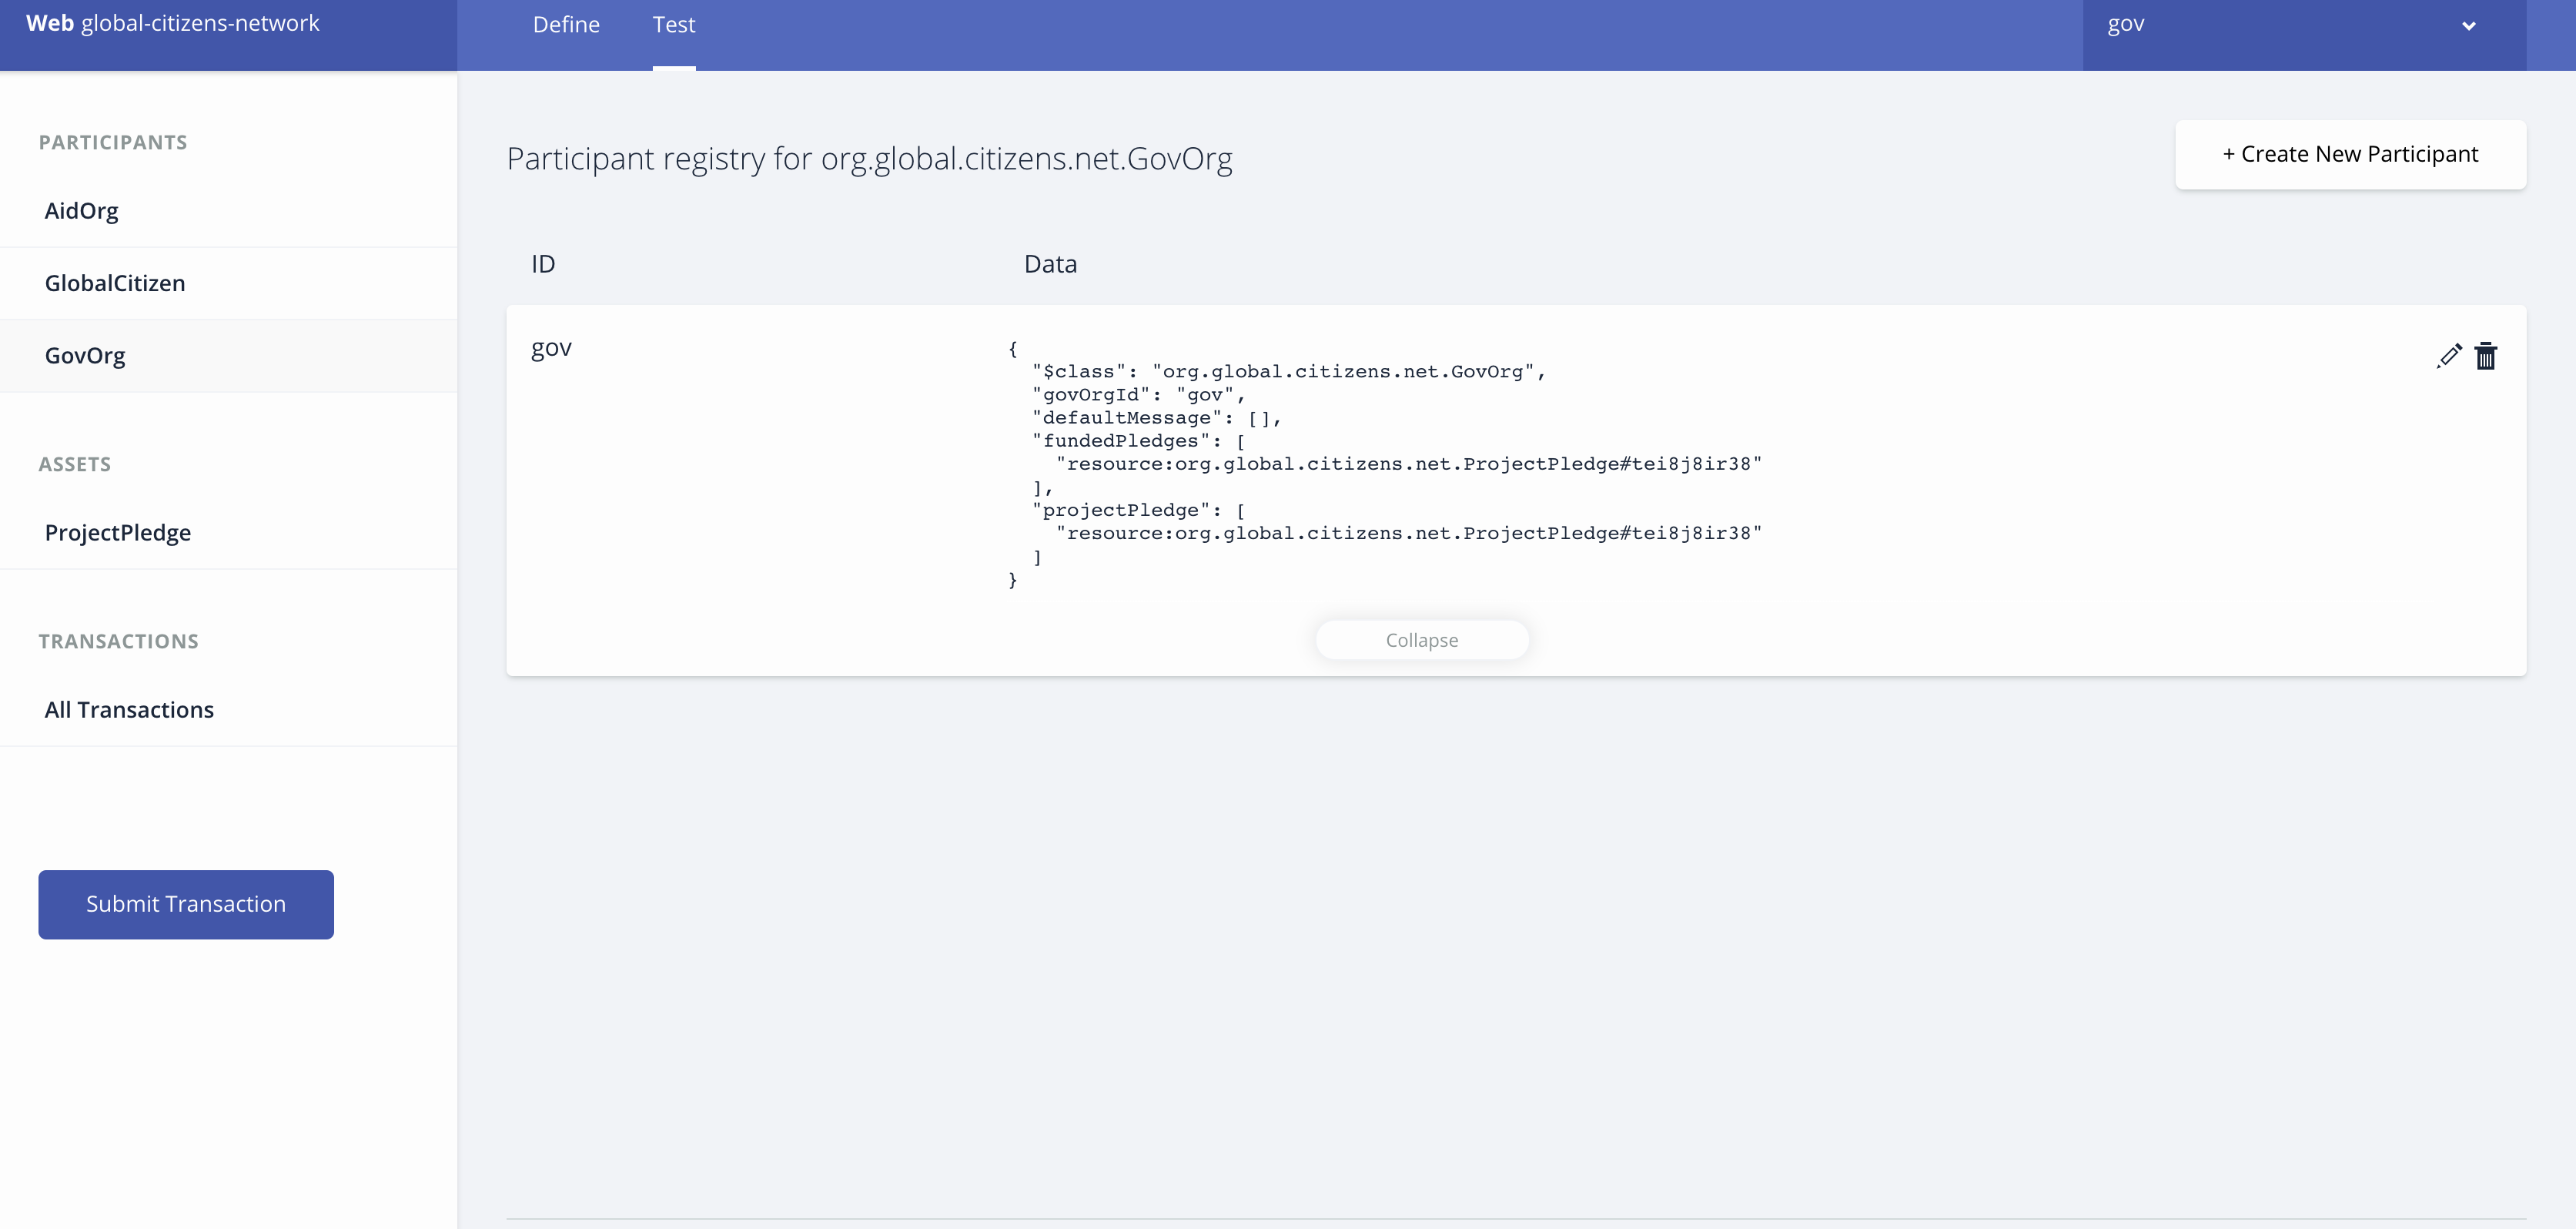 Web global-citizens-network
Define
Test
gov
PARTICIPANTS
AidOrg
GlobalCitizen
GovOrg
ASSETS
ProjectPledge
TRANSACTIONS
All Transactions
Submit Transaction
Participant registry for org.global.citizens.net.GovOrg
+ Create New Participant
ID
Data
gov
{
"$class": "org.global.citizens.net.GovOrg",
"govOrgId": "gov",
"defaultMessage": [],
"fundedPledges": [
"resource:org.global.citizens.net.ProjectPledge#tei8j8ir38"
],
"projectPledge": [
"resource:org.global.citizens.net.ProjectPledge#tei8j8ir38"
]
}
Collapse